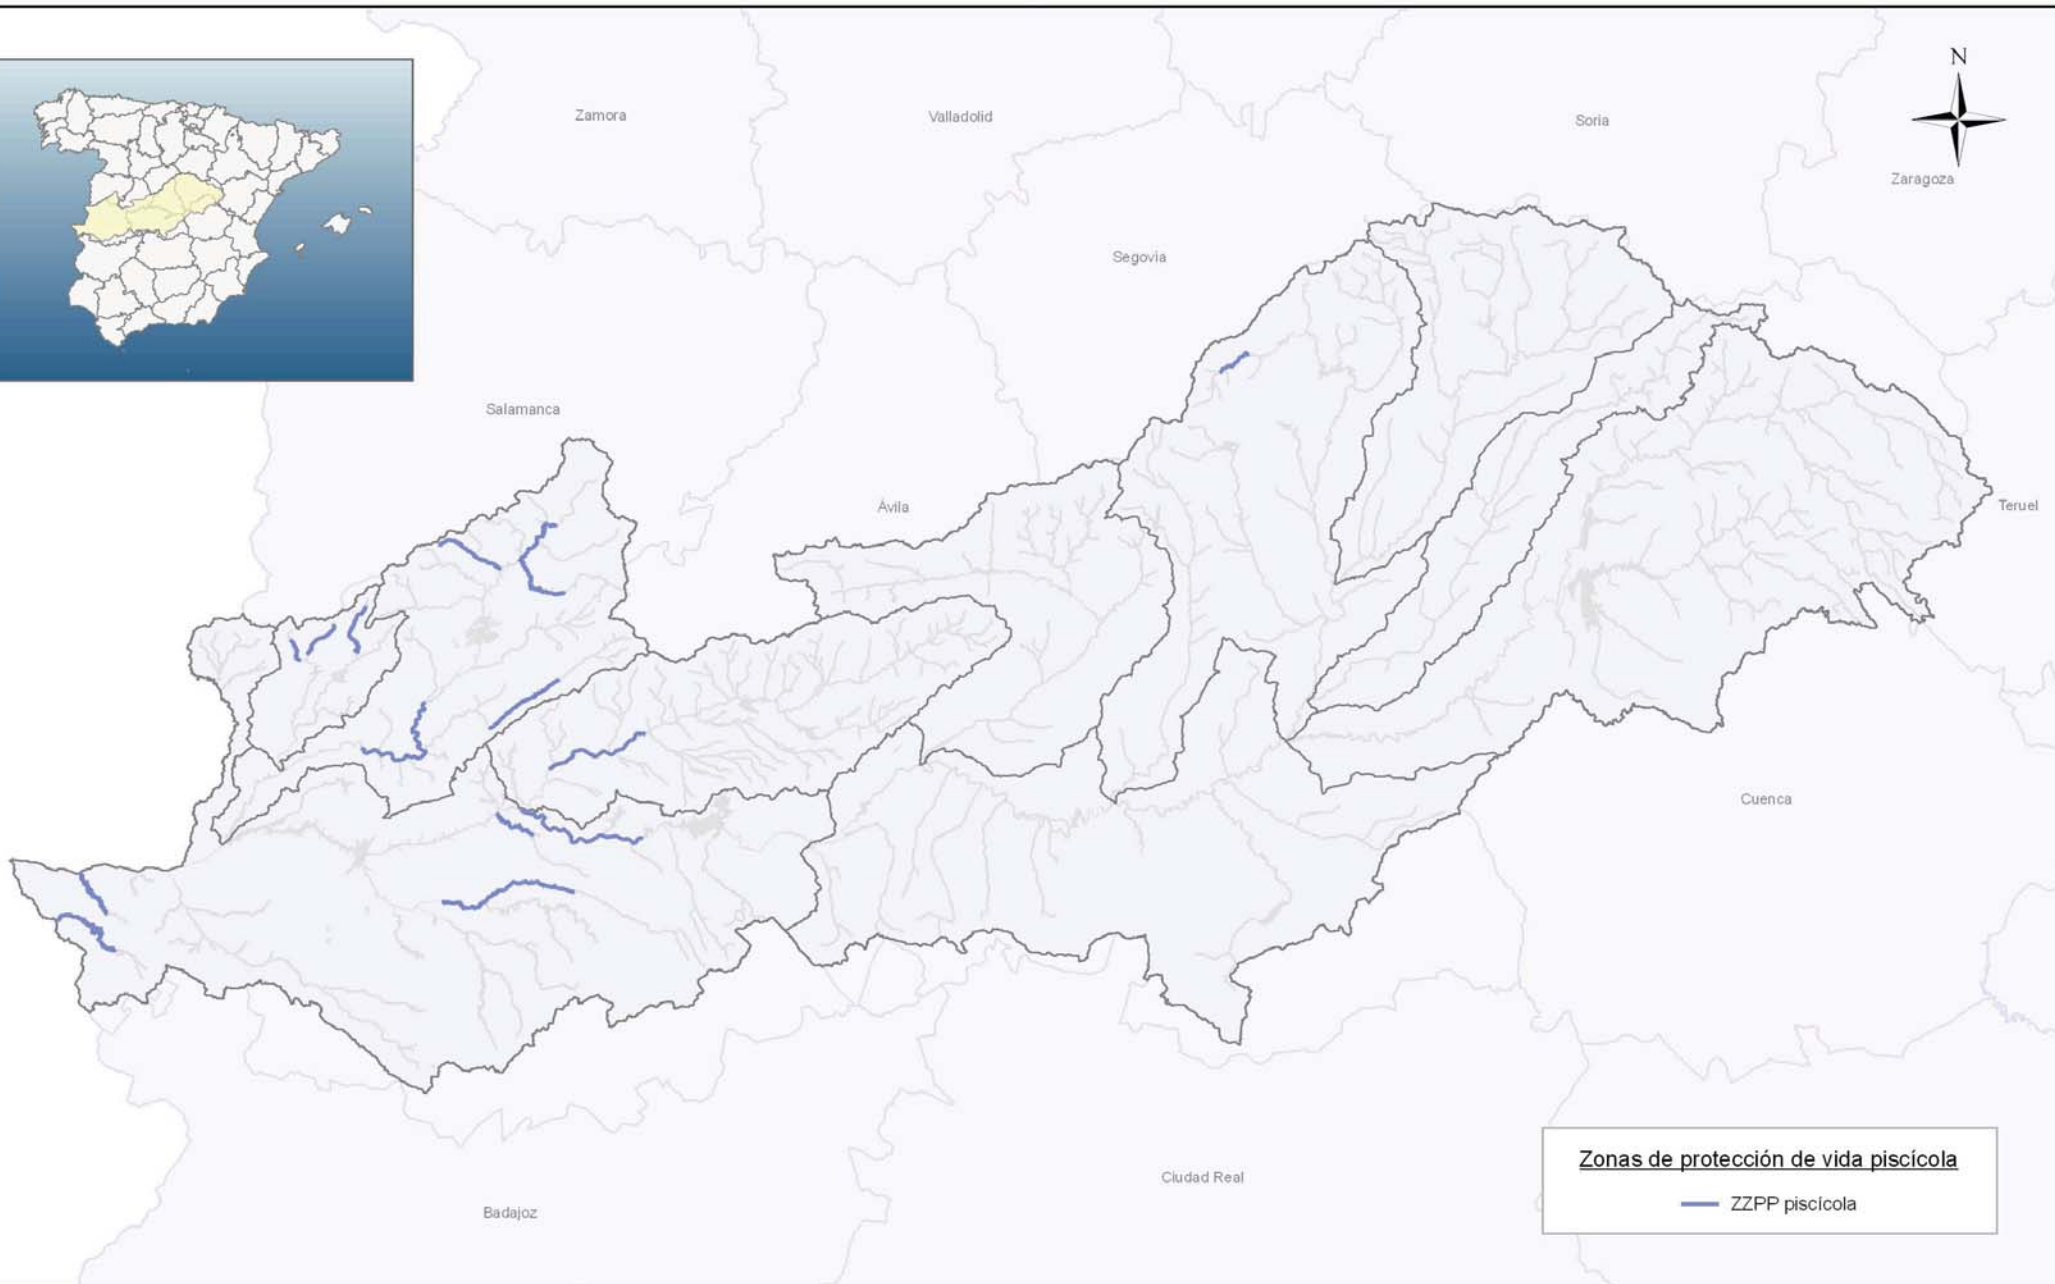 N
Zamora
Valladolid
Soria
Zaragoza
Segovia
Salamanca
Ávila
Teruel
Cuenca
Ciudad Real
Badajoz
Zonas de protección de vida piscícola
ZZPP piscícola